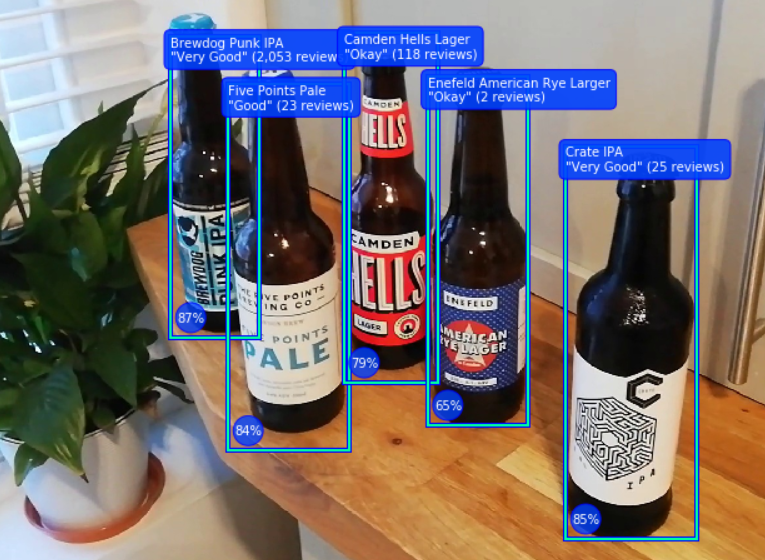 Brewdog Punk IPA
"Very Good" (2,053 review
Camden Hells Lager
"Okay" (118 reviews)
Five Points Pale
"Good" (23 reviews)
Enefeld American Rye Larger
"Okay" (2 reviews)
Crate IPA
"Very Good" (25 reviews)
BREWDOG
PUNK IPA
87%
THE FIVE POINTS
BREWING CO
FIVE POINTS
PALE
84%
CAMDEN
HELLS
CAMDEN
HELLS
LAGER
79%
ENEFELD
AMERICAN
RYE LAGER
65%
CRATE
IPA
85%